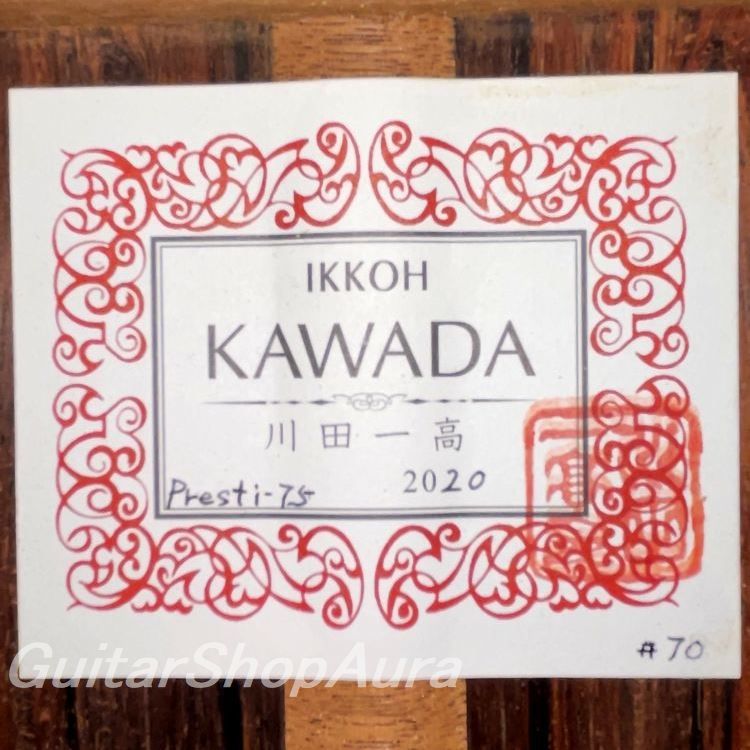 IKKOH
KAWADA
川田一高
Presti-75 2020
#70
GuitarShopAura